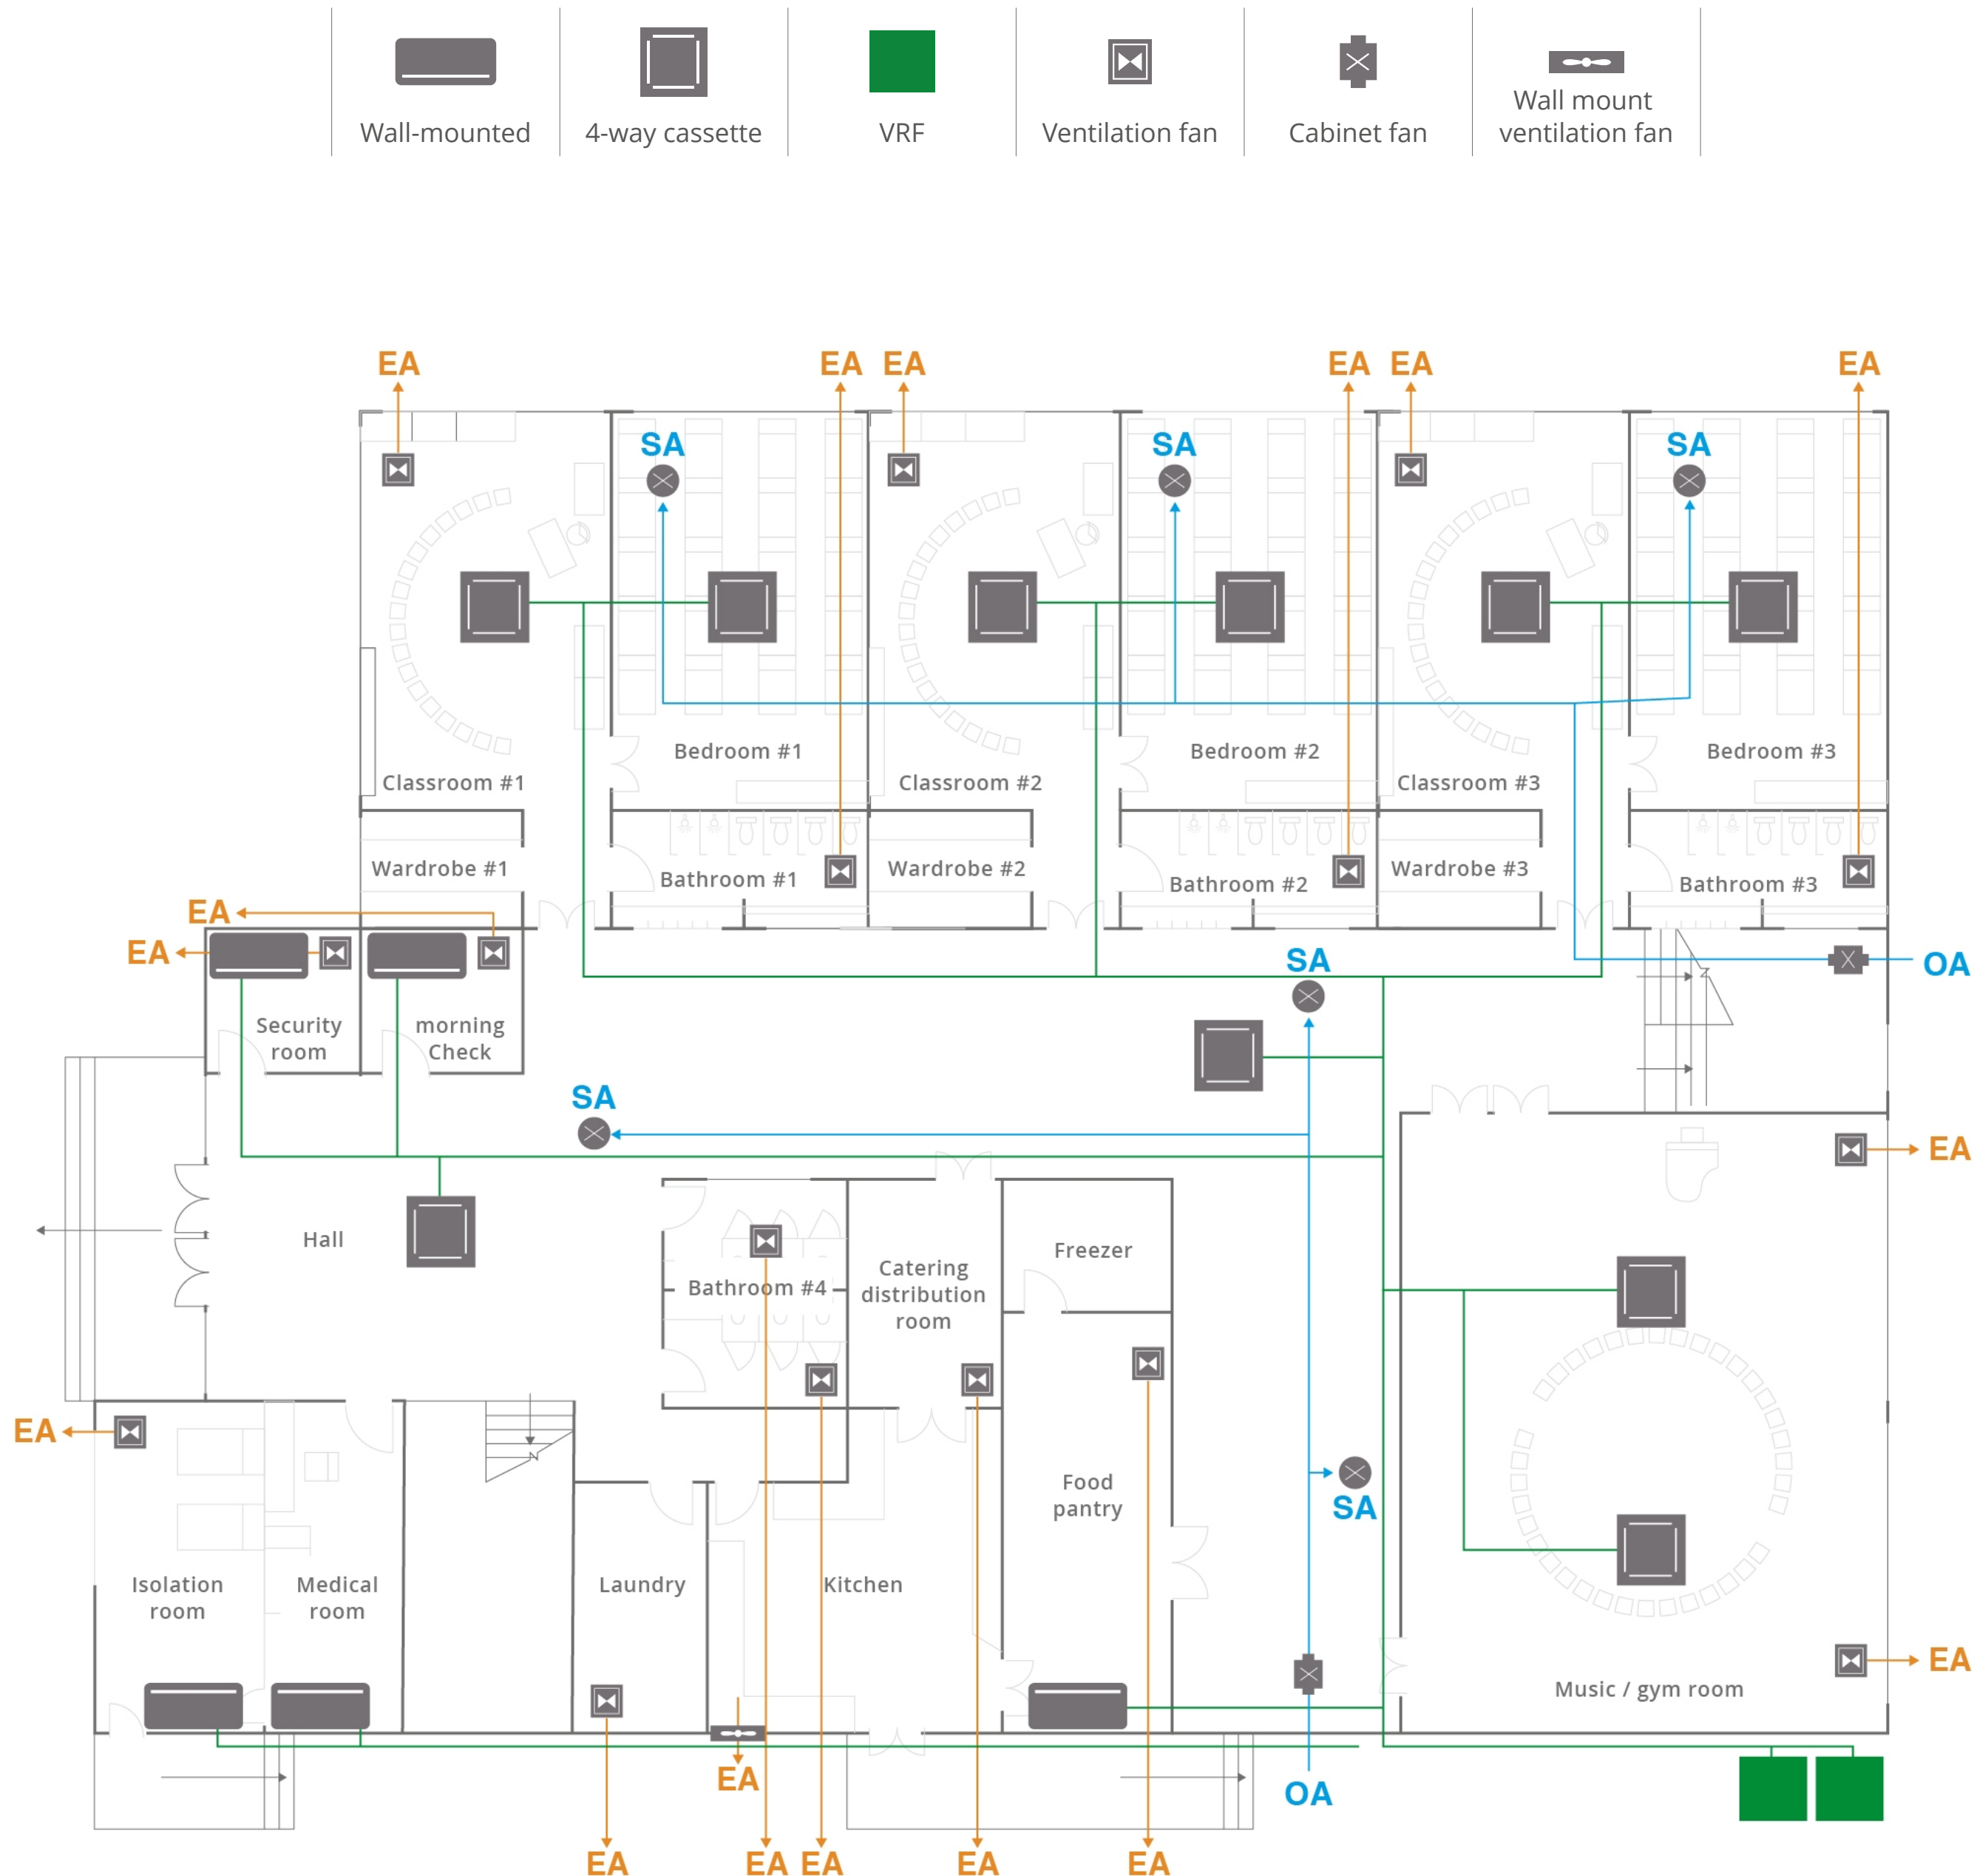 Wall-mounted
4-way cassette
VRF
Ventilation fan
Cabinet fan
Wall mount
ventilation fan
EA
EA
EA
EA
EA
EA
SA
SA
SA
Bedroom #1
Bedroom #2
Bedroom #3
Classroom #1
Classroom #2
Classroom #3
Wardrobe #1
Bathroom #1
Wardrobe #2
Bathroom #2
Wardrobe #3
Bathroom #3
EA
EA
SA
OA
Security
room
morning
Check
SA
EA
Hall
Bathroom #4
Catering
distribution
room
Freezer
EA
Food
pantry
SA
Isolation
room
Medical
room
Laundry
Kitchen
EA
Music / gym room
EA
OA
EA
EA
EA
EA
EA